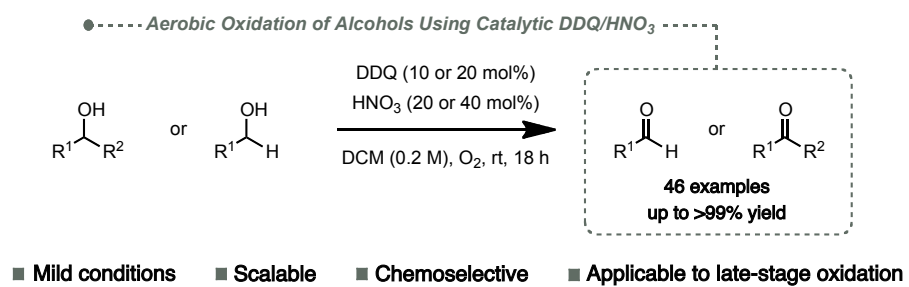 Aerobic Oxidation of Alcohols Using Catalytic DDQ/HNO₃
DDQ (10 or 20 mol%)
HNO₃ (20 or 40 mol%)
DCM (0.2 M), O₂, rt, 18 h
OH
R¹ R²
or
OH
R¹ H
O
R¹ H
or
O
R¹ R²
46 examples
up to >99% yield
Mild conditions
Scalable
Chemoselective
Applicable to late-stage oxidation